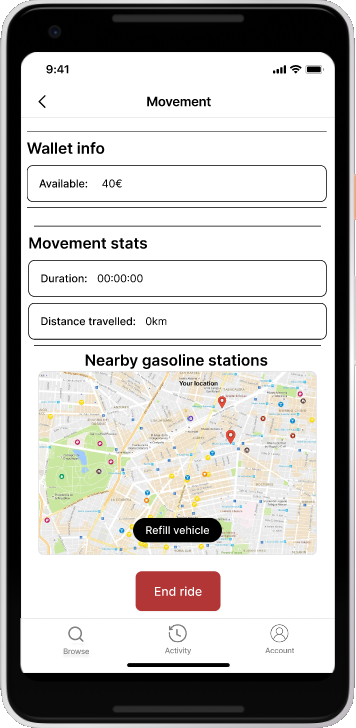 9:41
Movement
Wallet info
Available: 40€
Movement stats
Duration: 00:00:00
Distance travelled: 0km
Nearby gasoline stations
Your location
Refill vehicle
End ride
Browse
Activity
Account